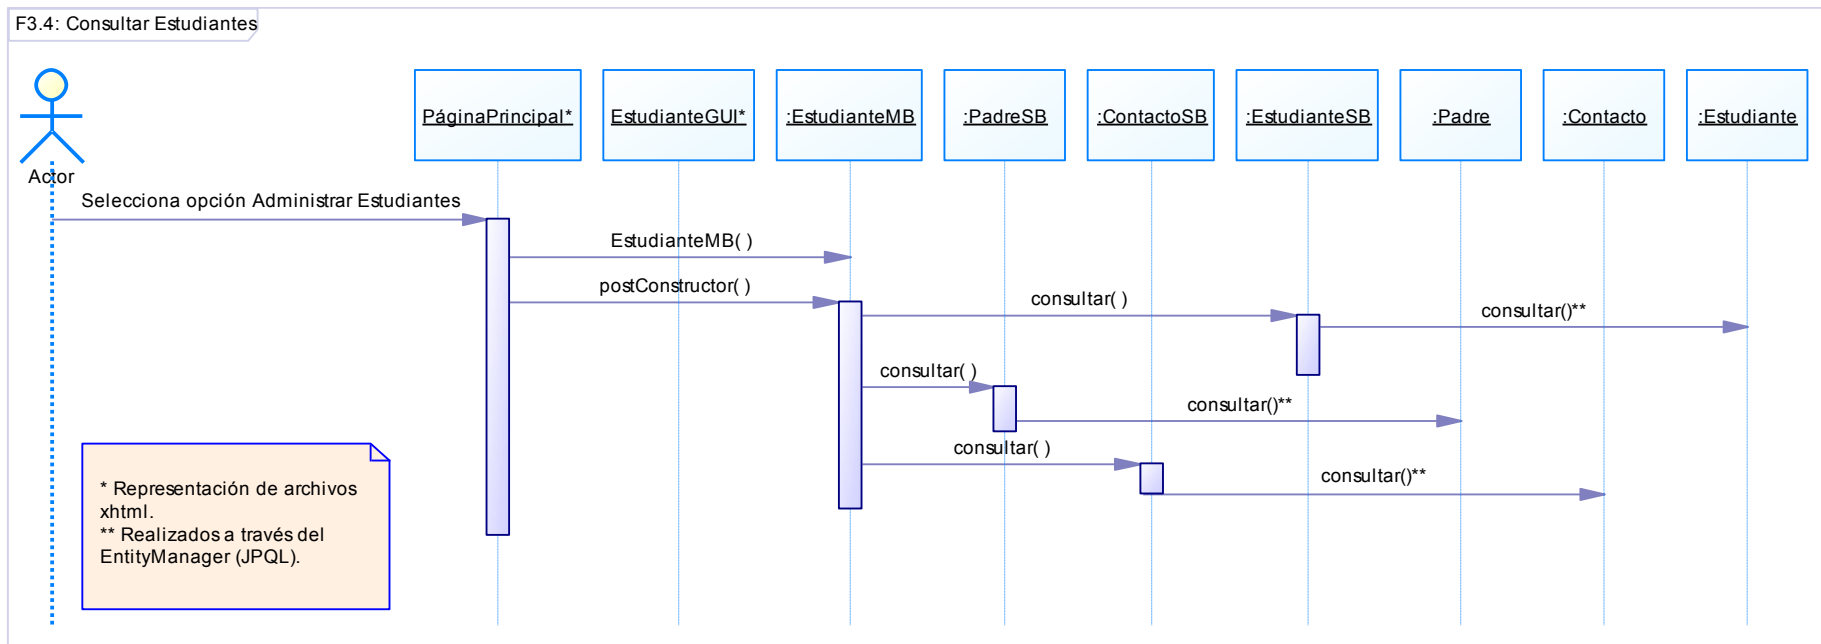 F3.4: Consultar Estudiantes
PáginaPrincipal*
EstudianteGUI*
:EstudianteMB
:PadreSB
:ContactoSB
:EstudianteSB
:Padre
:Contacto
:Estudiante
Actor
Selecciona opción Administrar Estudiantes
EstudianteMB( )
postConstructor( )
consultar( )
consultar()**
consultar( )
consultar()**
consultar( )
consultar()**
* Representación de archivos
xhtml.
** Realizados a través del
EntityManager (JPQL).